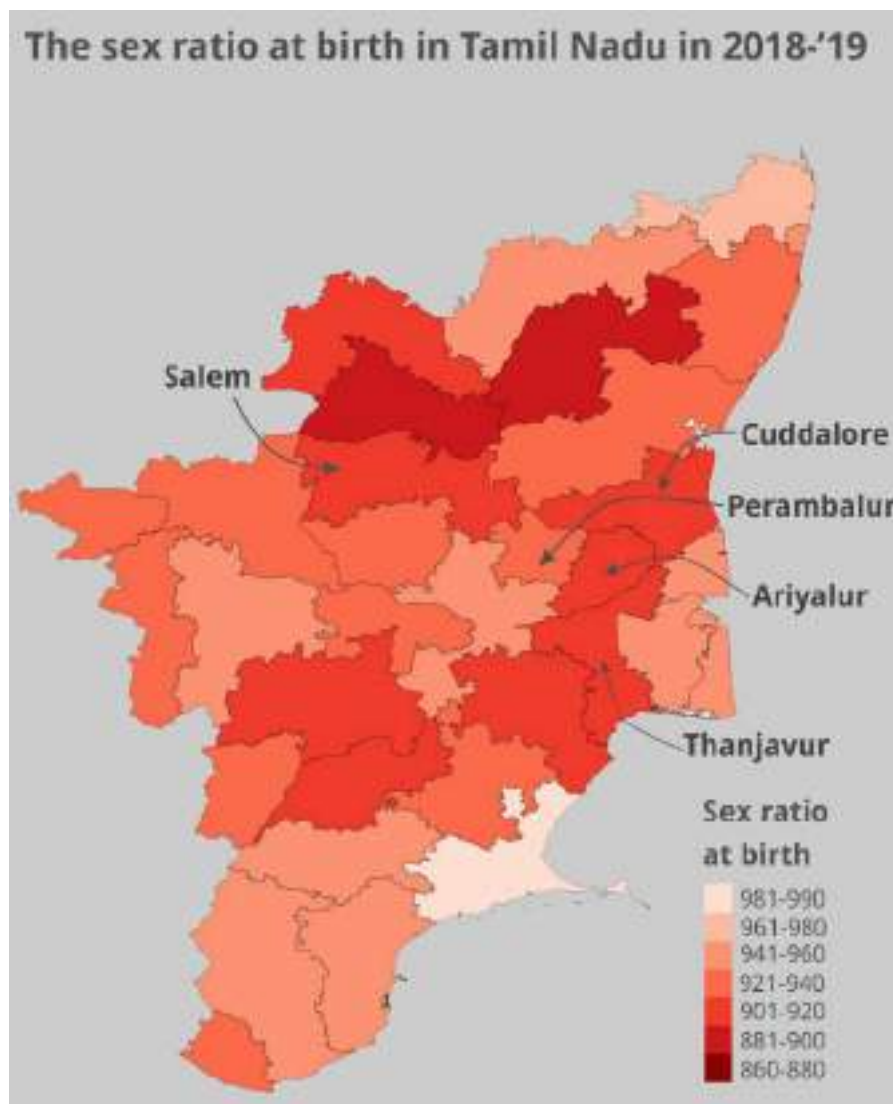 The sex ratio at birth in Tamil Nadu in 2018-’19
Salem
Cuddalore
Perambalur
Ariyalur
Thanjavur
Sex ratio
at birth
981-990
961-980
941-960
921-940
901-920
881-900
860-880